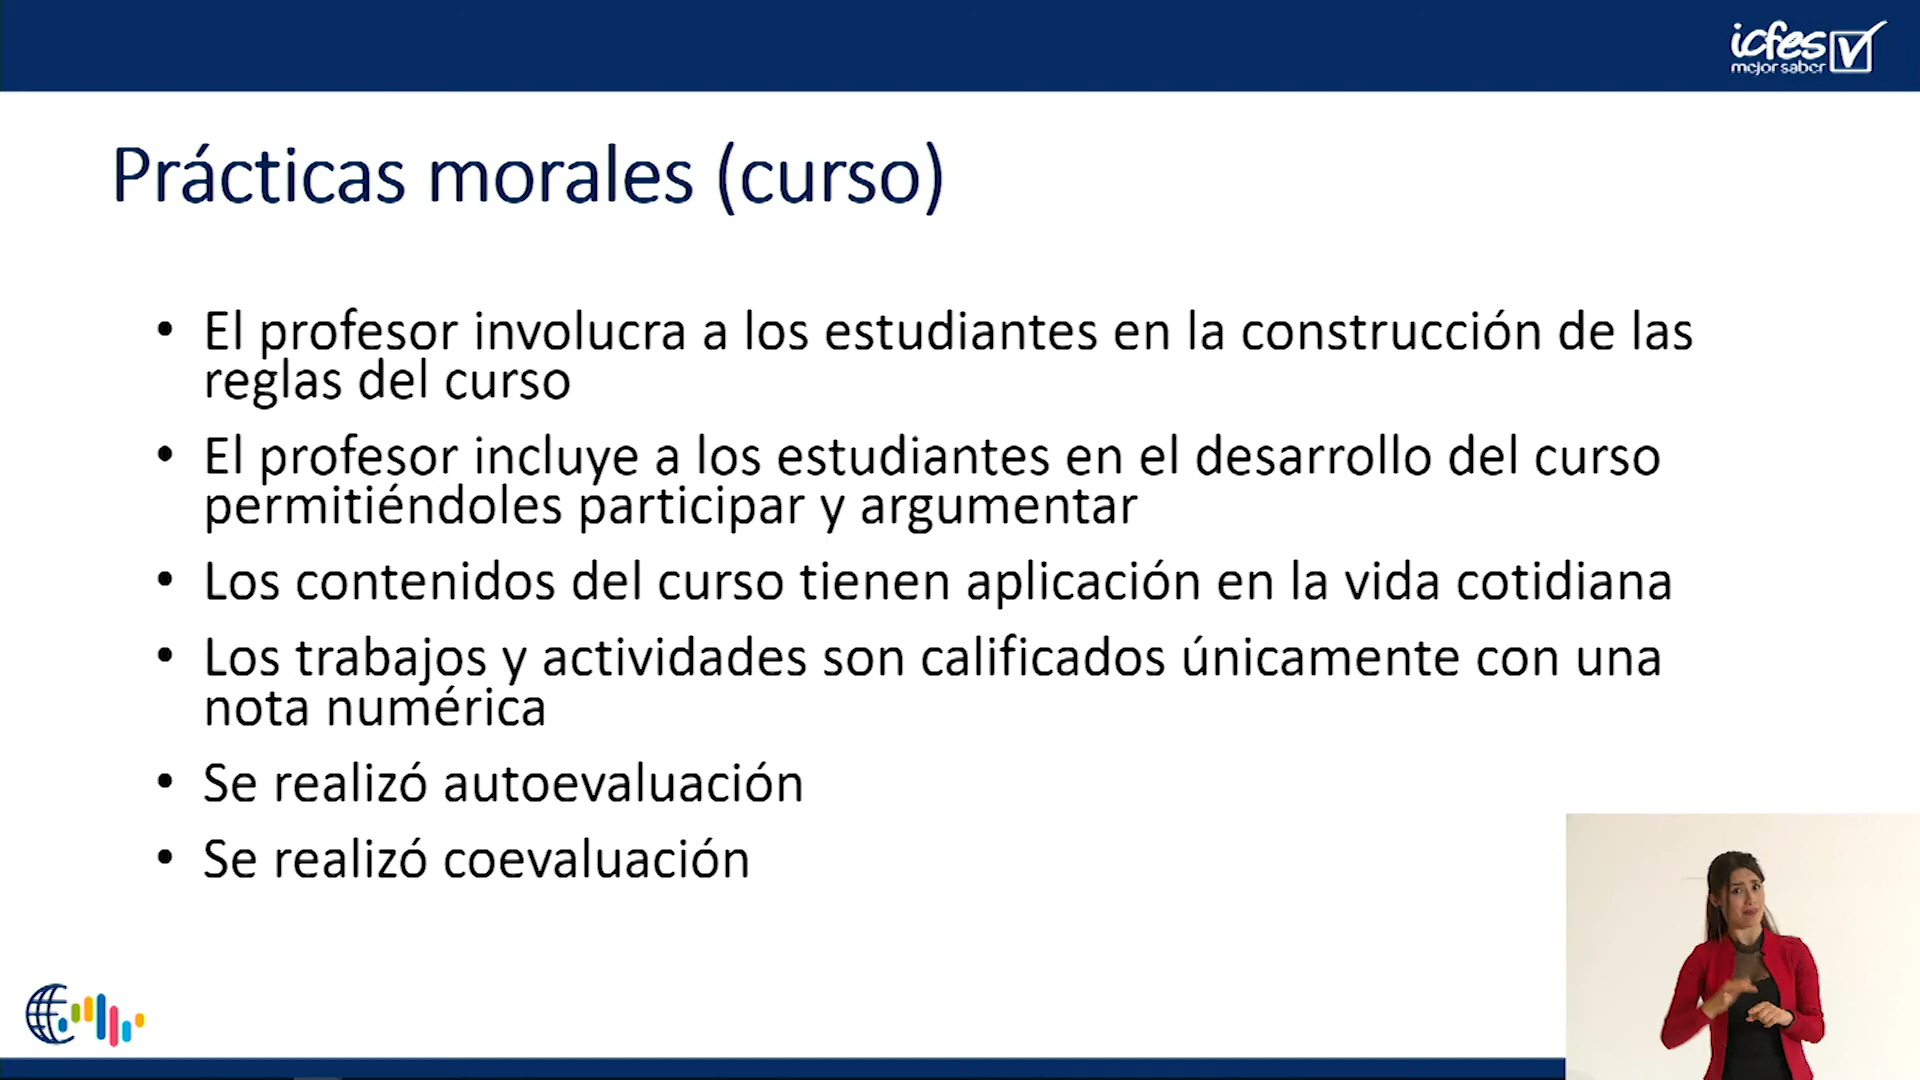 icfes
mejor saber
Prácticas morales (curso)
• El profesor involucra a los estudiantes en la construcción de las
reglas del curso
• El profesor incluye a los estudiantes en el desarrollo del curso
permitiéndoles participar y argumentar
• Los contenidos del curso tienen aplicación en la vida cotidiana
• Los trabajos y actividades son calificados únicamente con una
nota numérica
• Se realizó autoevaluación
• Se realizó coevaluación